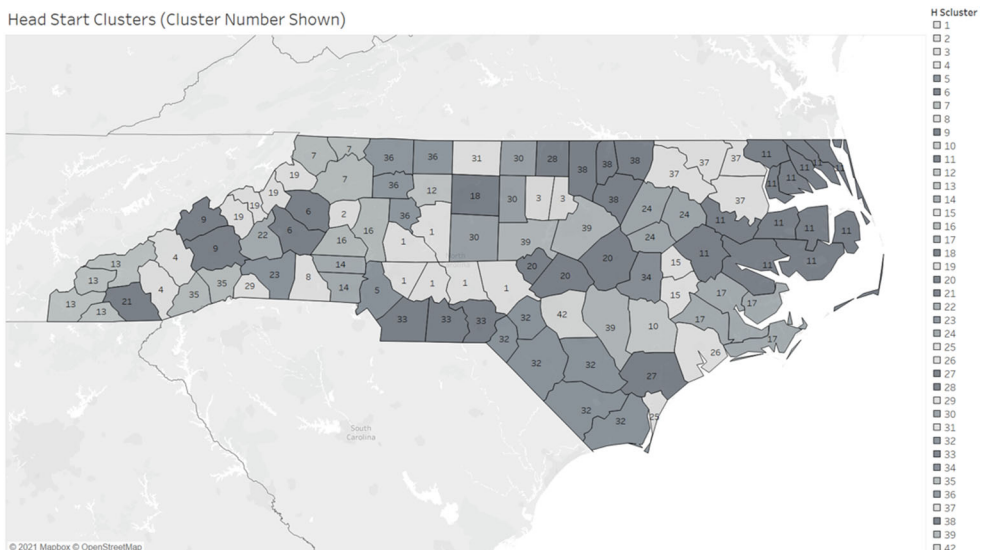 Head Start Clusters (Cluster Number Shown)
H Scluster
1
2
3
4
5
6
7
8
9
10
11
12
13
14
15
16
17
18
19
20
21
22
23
24
25
26
27
28
29
30
31
32
33
34
35
36
37
38
39
42
7 7 36 36 31 30 28 38 38 38 37 37 11 11 11 11
19 7 36 12 18 30 3 3 38 37 37 11 11
19 19 19 9 6 2 36 30 24 24 11 11 11 11
9 22 6 16 16 1 1 39 39 24 11 11 11
13 4 23 8 14 14 20 20 20 34 15
13 13 13 21 4 35 35 29 5 1 1 1 1 15 17 17
33 33 33 32 42 39 10 17 17
32 32 32 27 26
32 32 25
South
Carolina
© 2021 Mapbox © OpenStreetMap